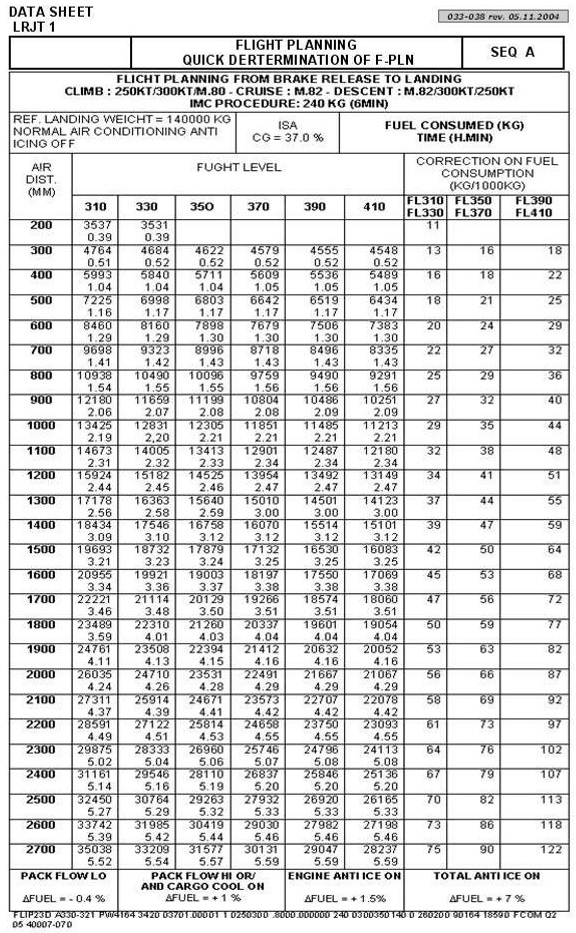 DATA SHEET
LRJT 1
033-038 rev. 05.11.2004
FLIGHT PLANNING
QUICK DERTERMINATION OF F-PLN
SEQ A
FLICHT PLANNING FROM BRAKE RELEASE TO LANDING
CLIMB : 250KT/300KT/M.80 - CRUISE : M.82 - DESCENT : M.82/300KT/250KT
IMC PROCEDURE: 240 KG (6MIN)
REF. LANDING WEICHT = 140000 KG
NORMAL AIR CONDITIONING ANTI
ICING OFF
ISA
CG = 37.0 %
FUEL CONSUMED (KG)
TIME (H.MIN)
AIR
DIST.
(MM)
FUGHT LEVEL
CORRECTION ON FUEL
CONSUMPTION
(KG/1000KG)
310 330 35O 370 390 410 FL310 FL350 FL390
FL330 FL370 FL410
200 3537 3531 11
0.39 0.39
300 4764 4684 4622 4579 4555 4548 13 16 18
0.51 0.52 0.52 0.52 0.52 0.52
400 5993 5840 5711 5609 5536 5489 16 18 22
1.04 1.04 1.04 1.05 1.05 1.05
500 7225 6998 6803 6642 6519 6434 18 21 25
1.16 1.17 1.17 1.17 1.17 1.17
600 8460 8160 7898 7679 7506 7383 20 24 29
1.29 1.29 1.30 1.30 1.30 1.30
700 9698 9323 8996 8718 8496 8335 22 27 32
1.41 1.42 1.43 1.43 1.43 1.43
800 10938 10490 10096 9759 9490 9291 25 29 36
1.54 1.55 1.55 1.56 1.56 1.56
900 12180 11659 11199 10804 10486 10251 27 32 40
2.06 2.07 2.08 2.08 2.09 2.09
1000 13425 12831 12305 11851 11485 11213 29 35 44
2.19 2,20 2.21 2.21 2.21 2.21
1100 14673 14005 13413 12901 12487 12180 32 38 48
2.31 2.32 2.33 2.34 2.34 2.34
1200 15924 15182 14525 13954 13492 13149 34 41 51
2.44 2.45 2.46 2.47 2.47 2.47
1300 17178 16363 15640 15010 14501 14123 37 44 55
2.56 2.58 2.59 3.00 3.00 3.00
1400 18434 17546 16758 16070 15514 15101 39 47 59
3.09 3.10 3.12 3.12 3.12 3.12
1500 19693 18732 17879 17132 16530 16083 42 50 64
3.21 3.23 3.24 3.25 3.25 3.25
1600 20955 19921 19003 18197 17550 17069 45 53 68
3.34 3.36 3.37 3.38 3.38 3.38
1700 22221 21114 20129 19266 18574 18060 47 56 72
3.46 3.48 3.50 3.51 3.51 3.51
1800 23489 22310 21260 20337 19601 19054 50 59 77
3.59 4.01 4.03 4.04 4.04 4.04
1900 24761 23508 22394 21412 20632 20052 53 63 82
4.11 4.13 4.15 4.16 4.16 4.16
2000 26035 24710 23531 22491 21667 21067 56 66 87
4.24 4.26 4.28 4.29 4.29 4.29
2100 27311 25914 24671 23573 22707 22078 58 69 92
4.37 4.39 4.41 4.42 4.42 4.42
2200 28591 27122 25814 24658 23750 23093 61 73 97
4.49 4.51 4.53 4.55 4.55 4.55
2300 29875 28333 26960 25746 24796 24113 64 76 102
5.02 5.04 5.06 5.07 5.08 5.08
2400 31161 29546 28110 26837 25846 25136 67 79 107
5.14 5.16 5.19 5.20 5.20 5.20
2500 32450 30764 29263 27932 26920 26165 70 82 113
5.27 5.29 5.32 5.33 5.33 5.33
2600 33742 31985 30419 29030 27982 27198 73 86 118
5.39 5.42 5.44 5.46 5.46 5.46
2700 35038 33209 31577 30131 29047 28237 75 90 122
5.52 5.54 5.57 5.59 5.59 5.59
PACK FLOW LO
PACK FLOW HI OR/
AND CARGO COOL ON
ENGINE ANTI ICE ON
TOTAL ANTI ICE ON
ΔFUEL = - 0.4 % ΔFUEL = + 1 % ΔFUEL = + 1.5% ΔFUEL = + 7 %
05 40007-070